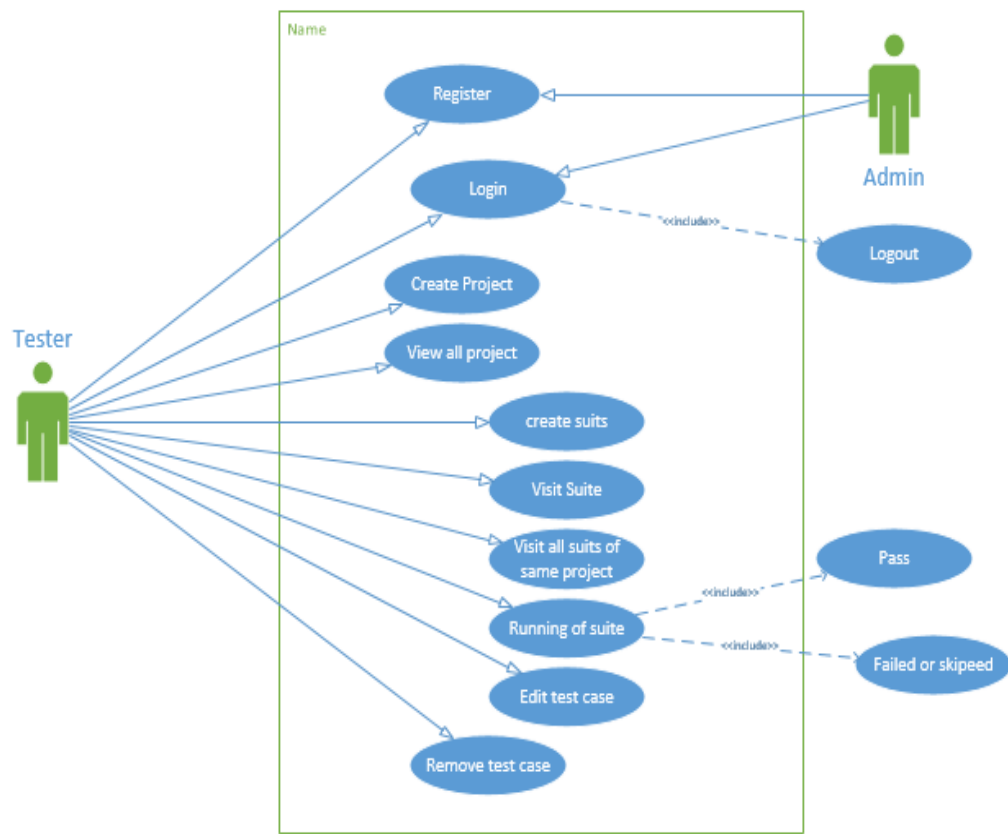 Name
Register
Admin
Login
<<include>>
Logout
Create Project
Tester
View all project
create suits
Visit Suite
Visit all suits of
same project
Pass
<<include>>
Running of suite
<<include>>
Failed or skipeed
Edit test case
Remove test case